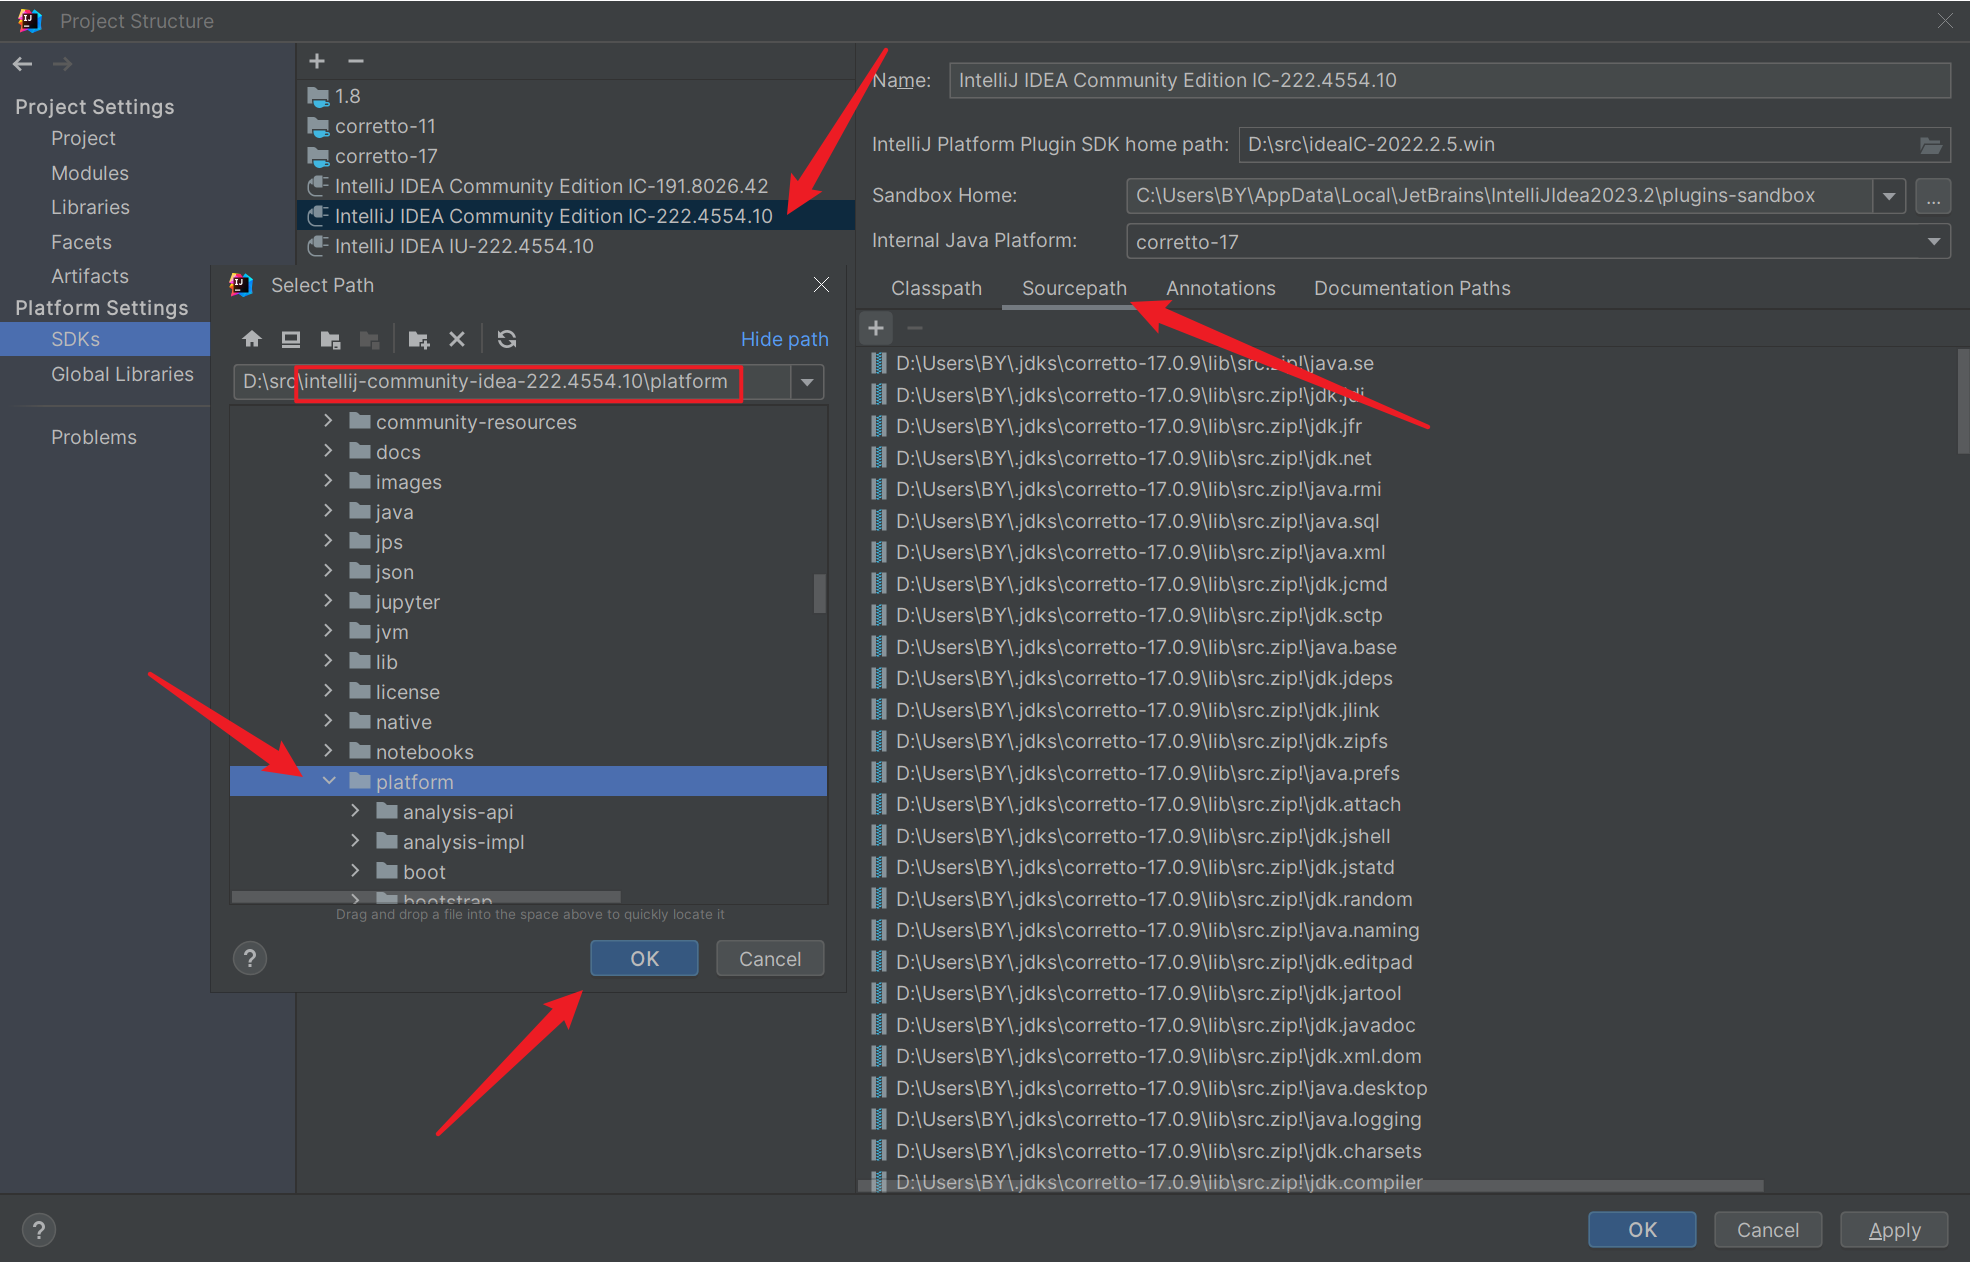 Project Structure
Project Settings
Project
Modules
Libraries
Facets
Artifacts
Platform Settings
SDKs
Global Libraries
Problems
1.8
corretto-11
corretto-17
IntelliJ IDEA Community Edition IC-191.8026.42
IntelliJ IDEA Community Edition IC-222.4554.10
IntelliJ IDEA IU-222.4554.10
Select Path
Hide path
D:\src\intellij-community-idea-222.4554.10\platform
community-resources
docs
images
java
jps
json
jupyter
jvm
lib
license
native
notebooks
platform
analysis-api
analysis-impl
boot
bootstrap
Drag and drop a file into the space above to quickly locate it
?
OK
Cancel
Name:
IntelliJ IDEA Community Edition IC-222.4554.10
IntelliJ Platform Plugin SDK home path:
D:\src\ideaIC-2022.2.5.win
Sandbox Home:
C:\Users\BY\AppData\Local\JetBrains\IntelliJIdea2023.2\plugins-sandbox
...
Internal Java Platform:
corretto-17
Classpath
Sourcepath
Annotations
Documentation Paths
D:\Users\BY\.jdks\corretto-17.0.9\lib\src.zip!\java.se
D:\Users\BY\.jdks\corretto-17.0.9\lib\src.zip!\jdk.jdi
D:\Users\BY\.jdks\corretto-17.0.9\lib\src.zip!\jdk.jfr
D:\Users\BY\.jdks\corretto-17.0.9\lib\src.zip!\jdk.net
D:\Users\BY\.jdks\corretto-17.0.9\lib\src.zip!\java.rmi
D:\Users\BY\.jdks\corretto-17.0.9\lib\src.zip!\java.sql
D:\Users\BY\.jdks\corretto-17.0.9\lib\src.zip!\java.xml
D:\Users\BY\.jdks\corretto-17.0.9\lib\src.zip!\jdk.jcmd
D:\Users\BY\.jdks\corretto-17.0.9\lib\src.zip!\jdk.sctp
D:\Users\BY\.jdks\corretto-17.0.9\lib\src.zip!\java.base
D:\Users\BY\.jdks\corretto-17.0.9\lib\src.zip!\jdk.jdeps
D:\Users\BY\.jdks\corretto-17.0.9\lib\src.zip!\jdk.jlink
D:\Users\BY\.jdks\corretto-17.0.9\lib\src.zip!\jdk.zipfs
D:\Users\BY\.jdks\corretto-17.0.9\lib\src.zip!\java.prefs
D:\Users\BY\.jdks\corretto-17.0.9\lib\src.zip!\jdk.attach
D:\Users\BY\.jdks\corretto-17.0.9\lib\src.zip!\jdk.jshell
D:\Users\BY\.jdks\corretto-17.0.9\lib\src.zip!\jdk.jstatd
D:\Users\BY\.jdks\corretto-17.0.9\lib\src.zip!\jdk.random
D:\Users\BY\.jdks\corretto-17.0.9\lib\src.zip!\java.naming
D:\Users\BY\.jdks\corretto-17.0.9\lib\src.zip!\jdk.editpad
D:\Users\BY\.jdks\corretto-17.0.9\lib\src.zip!\jdk.jartool
D:\Users\BY\.jdks\corretto-17.0.9\lib\src.zip!\jdk.javadoc
D:\Users\BY\.jdks\corretto-17.0.9\lib\src.zip!\jdk.xml.dom
D:\Users\BY\.jdks\corretto-17.0.9\lib\src.zip!\java.desktop
D:\Users\BY\.jdks\corretto-17.0.9\lib\src.zip!\java.logging
D:\Users\BY\.jdks\corretto-17.0.9\lib\src.zip!\jdk.charsets
D:\Users\BY\.jdks\corretto-17.0.9\lib\src.zip!\jdk.compiler
?
OK
Cancel
Apply